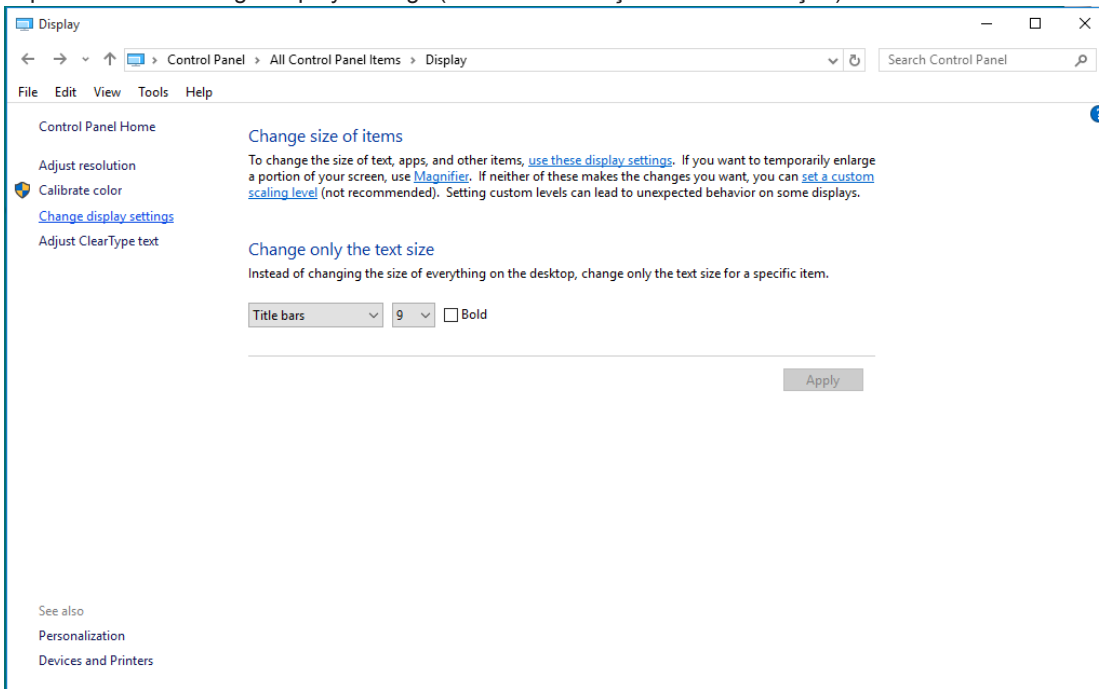 Display
Control Panel > All Control Panel Items > Display
Search Control Panel
File Edit View Tools Help
Control Panel Home
Adjust resolution
Calibrate color
Change display settings
Adjust ClearType text
Change size of items
To change the size of text, apps, and other items, use these display settings. If you want to temporarily enlarge
a portion of your screen, use Magnifier. If neither of these makes the changes you want, you can set a custom
scaling level (not recommended). Setting custom levels can lead to unexpected behavior on some displays.
Change only the text size
Instead of changing the size of everything on the desktop, change only the text size for a specific item.
Title bars 9 Bold
Apply
See also
Personalization
Devices and Printers